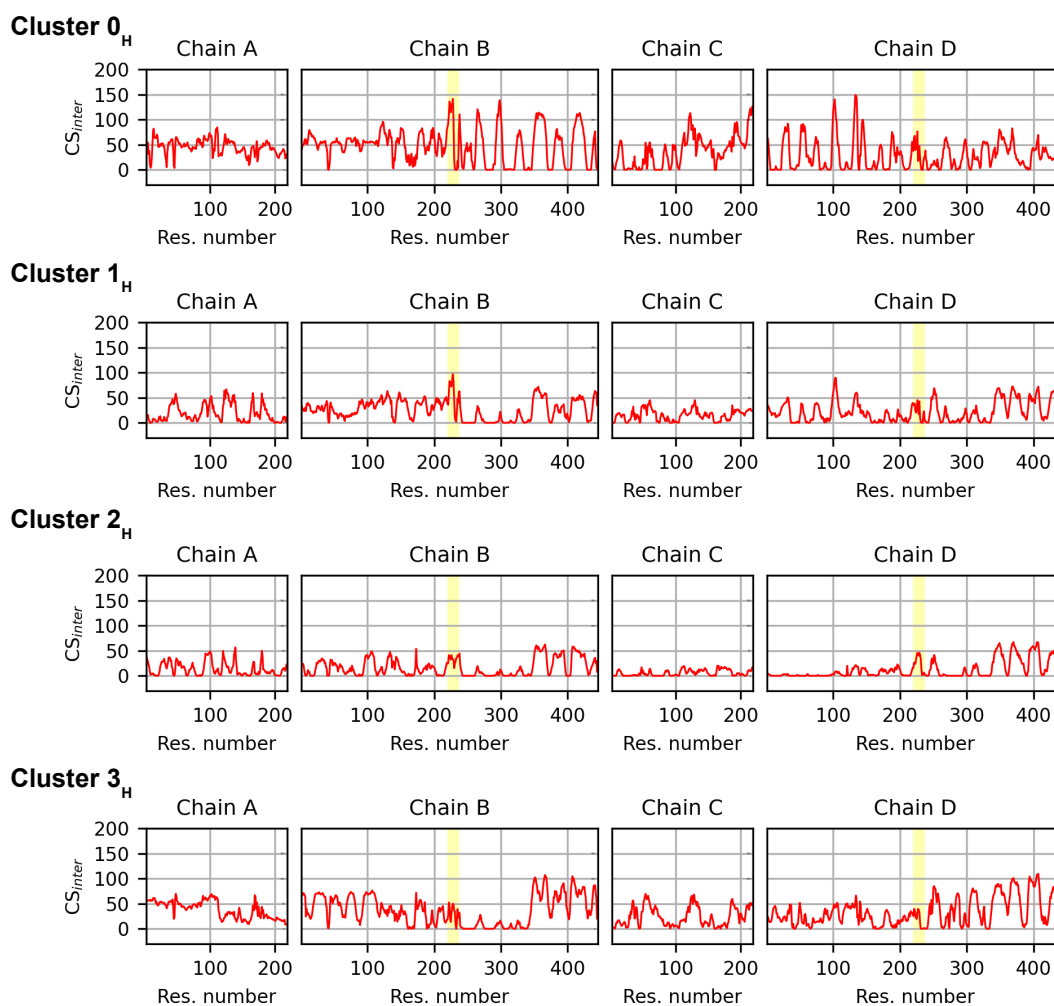 Cluster 0H
Chain A Chain B Chain C Chain D
200
150
100
50
0
CSinter
100 200 100 200 300 400 100 200 100 200 300 400
Res. number Res. number Res. number Res. number
Cluster 1H
Chain A Chain B Chain C Chain D
200
150
100
50
0
CSinter
100 200 100 200 300 400 100 200 100 200 300 400
Res. number Res. number Res. number Res. number
Cluster 2H
Chain A Chain B Chain C Chain D
200
150
100
50
0
CSinter
100 200 100 200 300 400 100 200 100 200 300 400
Res. number Res. number Res. number Res. number
Cluster 3H
Chain A Chain B Chain C Chain D
200
150
100
50
0
CSinter
100 200 100 200 300 400 100 200 100 200 300 400
Res. number Res. number Res. number Res. number